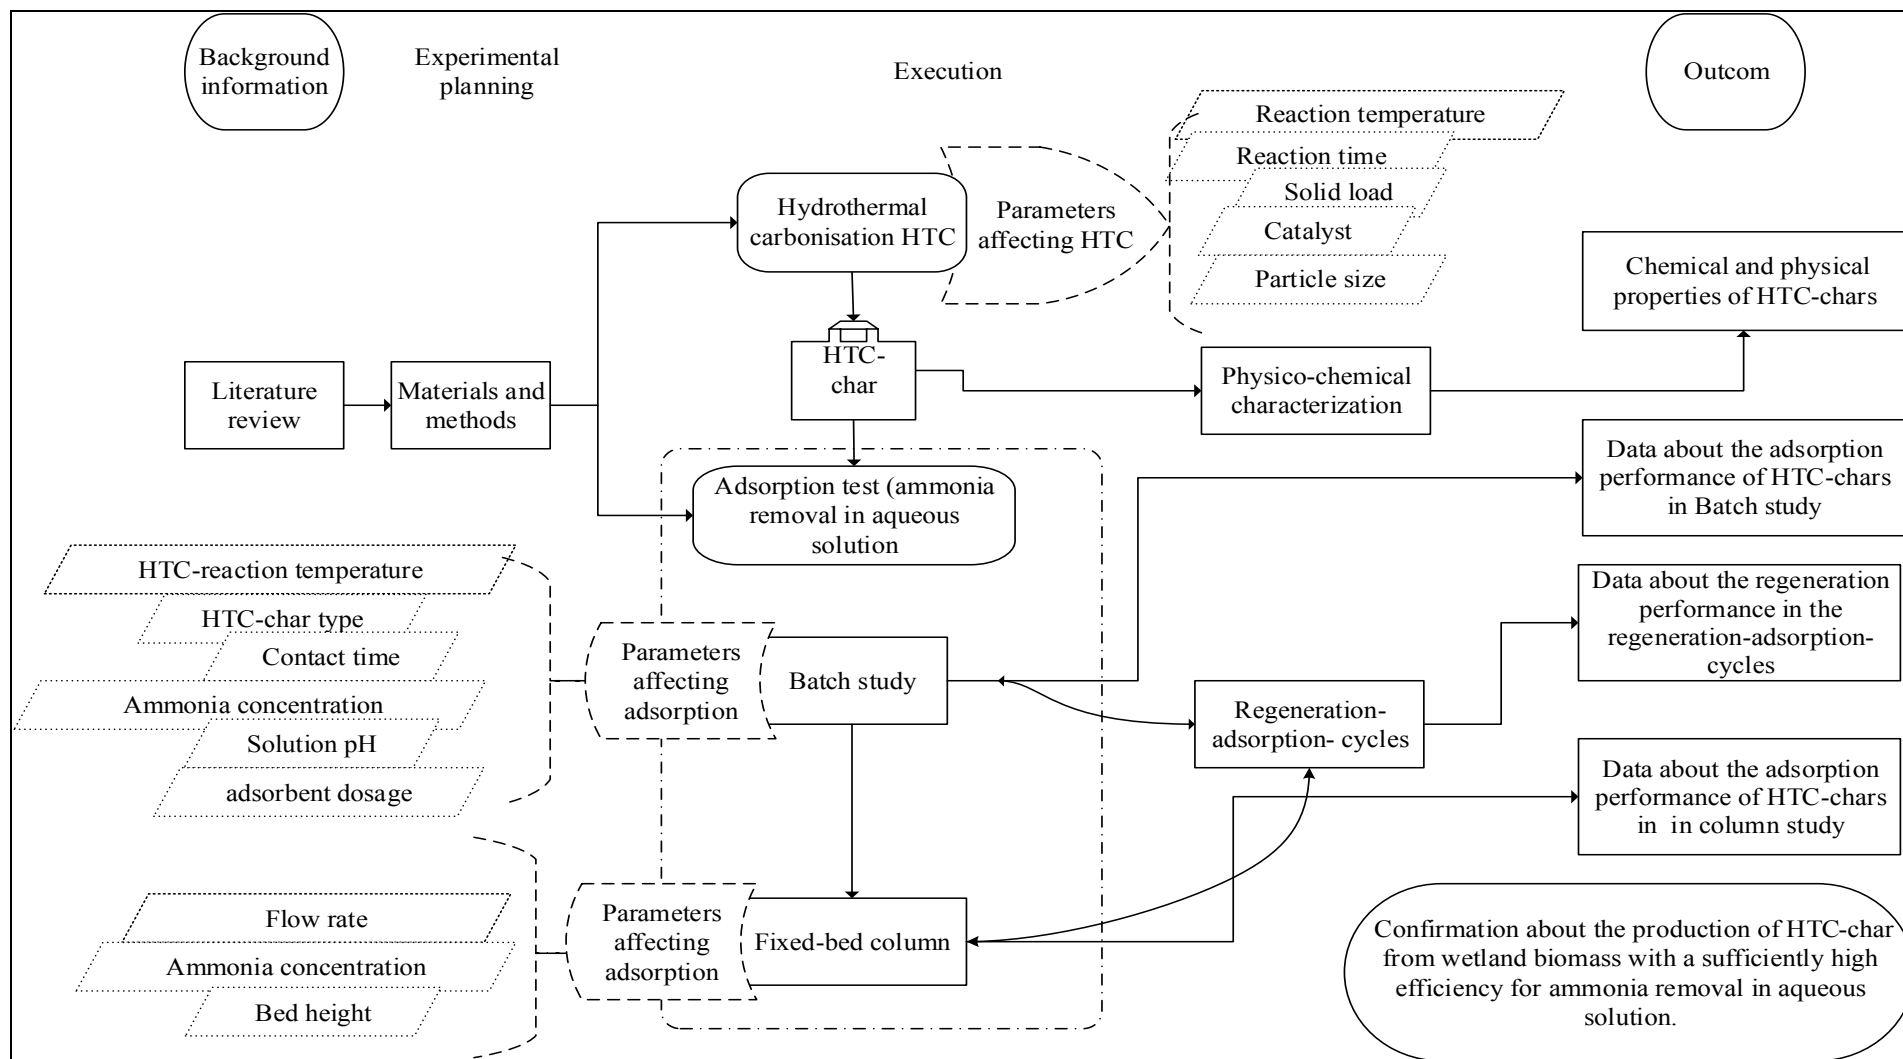 Background
information
Experimental
planning
Execution
Outcom
Reaction temperature
Reaction time
Solid load
Catalyst
Particle size
Hydrothermal
carbonisation HTC
Parameters
affecting HTC
Chemical and physical
properties of HTC-chars
HTC-
char
Physico-chemical
characterization
Literature
review
Materials and
methods
Data about the adsorption
performance of HTC-chars
in Batch study
Adsorption test (ammonia
removal in aqueous
solution
HTC-reaction temperature
HTC-char type
Contact time
Ammonia concentration
Solution pH
adsorbent dosage
Parameters
affecting
adsorption
Batch study
Data about the regeneration
performance in the
regeneration-adsorption-
cycles
Regeneration-
adsorption- cycles
Data about the adsorption
performance of HTC-chars
in  in column study
Flow rate
Ammonia concentration
Bed height
Parameters
affecting
adsorption
Fixed-bed column
Confirmation about the production of HTC-char
from wetland biomass with a sufficiently high
efficiency for ammonia removal in aqueous
solution.